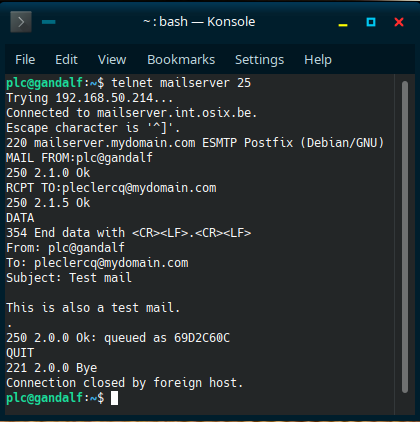 ~ : bash — Konsole
File Edit View Bookmarks Settings Help
plc@gandalf:~$ telnet mailserver 25
Trying 192.168.50.214...
Connected to mailserver.int.osix.be.
Escape character is '^]'.
220 mailserver.mydomain.com ESMTP Postfix (Debian/GNU)
MAIL FROM:plc@gandalf
250 2.1.0 Ok
RCPT TO:pleclercq@mydomain.com
250 2.1.5 Ok
DATA
354 End data with <CR><LF>.<CR><LF>
From: plc@gandalf
To: pleclercq@mydomain.com
Subject: Test mail

This is also a test mail.
.
250 2.0.0 Ok: queued as 69D2C60C
QUIT
221 2.0.0 Bye
Connection closed by foreign host.
plc@gandalf:~$